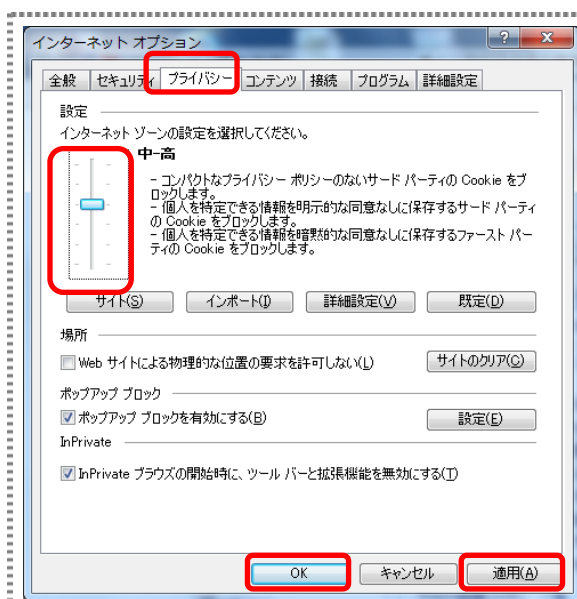 インターネット オプション
全般 セキュリティ プライバシー コンテンツ 接続 プログラム 詳細設定
設定
インターネット ゾーンの設定を選択してください。
中-高
- コンパクトなプライバシー ポリシーのないサード パーティの Cookie をブ
ロックします。
- 個人を特定できる情報を明示的な同意なしに保存するサード パーティ
の Cookie をブロックします。
- 個人を特定できる情報を暗黙的な同意なしに保存するファースト パー
ティの Cookie をブロックします。
サイト(S) インポート(I) 詳細設定(V) 既定(D)
場所
Web サイトによる物理的な位置の要求を許可しない(L) サイトのクリア(C)
ポップアップ ブロック
ポップアップ ブロックを有効にする(B) 設定(E)
InPrivate
InPrivate ブラウズの開始時に、ツール バーと拡張機能を無効にする(T)
OK キャンセル 適用(A)